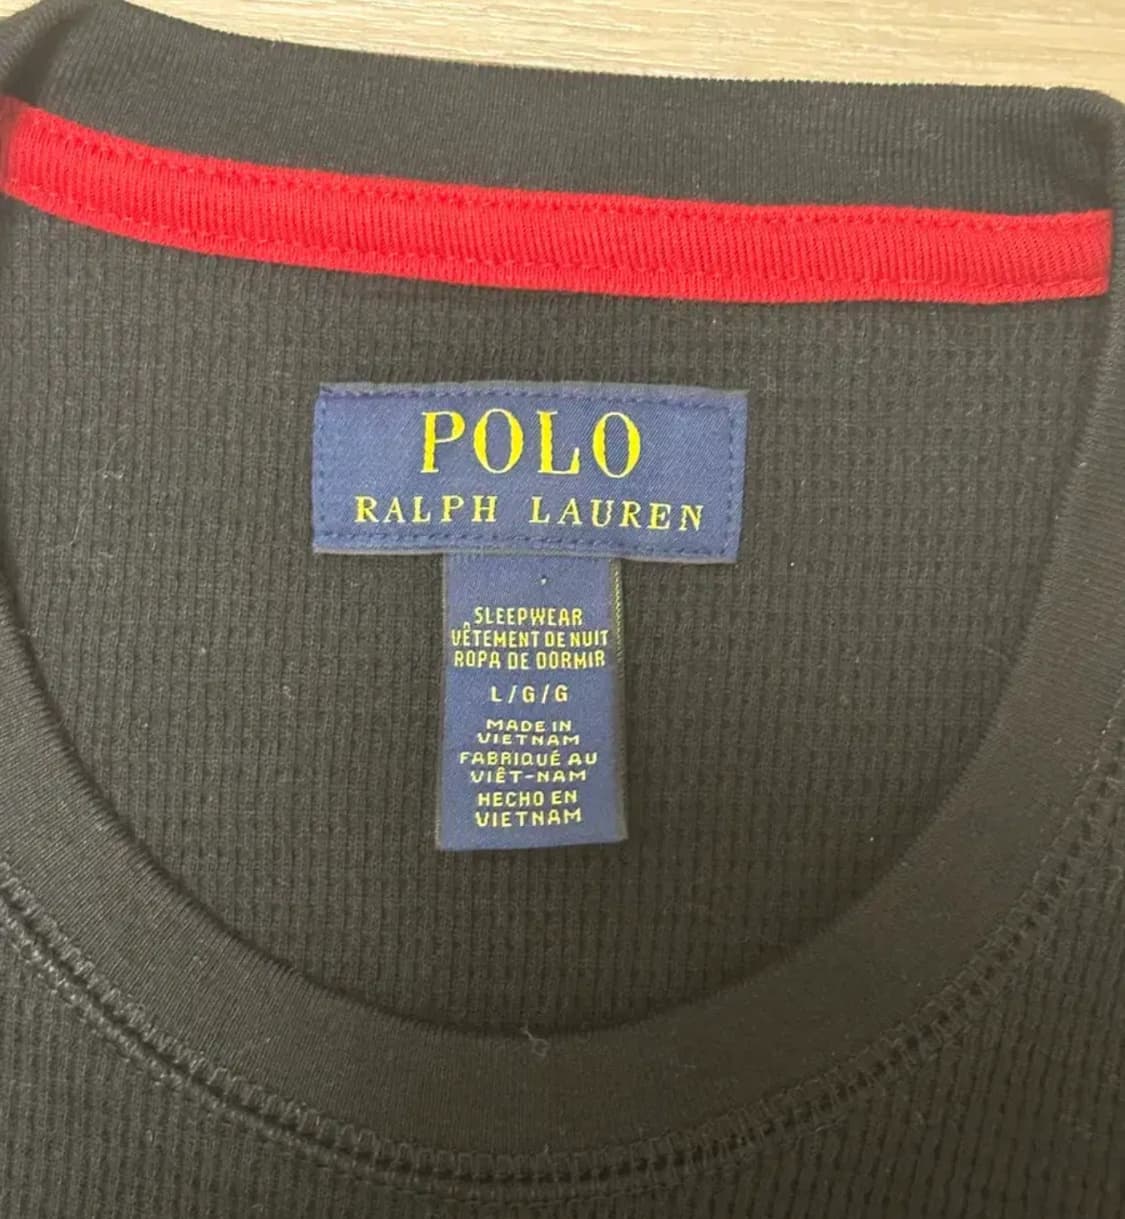 POLO
RALPH LAUREN
SLEEPWEAR
VÊTEMENT DE NUIT
ROPA DE DORMIR
L/G/G
MADE IN
VIETNAM
FABRIQUÉ AU
VIÊT-NAM
HECHO EN
VIETNAM